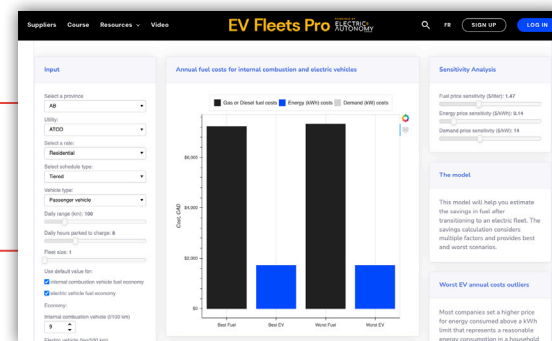 Suppliers Course Resources Video
EV Fleets Pro
POWERED BY
ELECTRIC
AUTONOMY
FR SIGN UP LOG IN
Input
Select a province
AB
Utility:
ATCO
Select a rate:
Residential
Select schedule type:
Tiered
Vehicle type:
Passenger vehicle
Daily range (km): 100
Daily hours parked to charge: 8
Fleet size: 1
Use default value for:
internal combustion vehicle fuel economy
electric vehicle fuel economy
Economy:
Internal combustion vehicle (l/100 km)
9
Annual fuel costs for internal combustion and electric vehicles
Gas or Diesel fuel costs Energy (kWh) costs Demand (kW) costs
Cost, CAD
$6,000
$4,000
$2,000
$0
Best Fuel Best EV Worst Fuel Worst EV
Sensitivity Analysis
Fuel price sensitivity ($/liter): 1.47
Energy price sensitivity ($/kWh): 0.14
Demand price sensitivity ($/kW): 14
The model
This model will help you estimate
the savings in fuel after
transitioning to an electric fleet. The
savings calculation considers
multiple factors and provides best
and worst scenarios.
Worst EV annual costs outliers
Most companies set a higher price
for energy consumed above a kWh
limit that represents a reasonable
energy consumption in a household